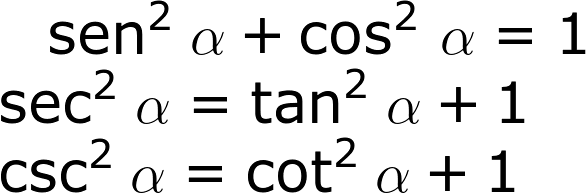 sen² α + cos² α = 1
sec² α = tan² α + 1
csc² α = cot² α + 1